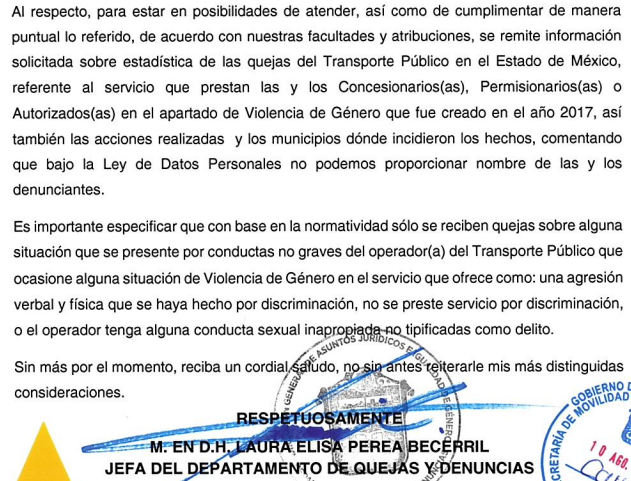 Al respecto, para estar en posibilidades de atender, así como de cumplimentar de manera
puntual lo referido, de acuerdo con nuestras facultades y atribuciones, se remite información
solicitada sobre estadística de las quejas del Transporte Público en el Estado de México,
referente al servicio que prestan las y los Concesionarios(as), Permisionarios(as) o
Autorizados(as) en el apartado de Violencia de Género que fue creado en el año 2017, así
también las acciones realizadas y los municipios dónde incidieron los hechos, comentando
que bajo la Ley de Datos Personales no podemos proporcionar nombre de las y los
denunciantes.
Es importante especificar que con base en la normatividad sólo se reciben quejas sobre alguna
situación que se presente por conductas no graves del operador(a) del Transporte Público que
ocasione alguna situación de Violencia de Género en el servicio que ofrece como: una agresión
verbal y física que se haya hecho por discriminación, no se preste servicio por discriminación,
o el operador tenga alguna conducta sexual inapropiada no tipificadas como delito.
Sin más por el momento, reciba un cordial saludo, no sin antes reiterarle mis más distinguidas
consideraciones.
RESPETUOSAMENTE
M. EN D.H. LAURA ELISA PEREA BECERRIL
JEFA DEL DEPARTAMENTO DE QUEJAS Y DENUNCIAS
GENERAL DE ASUNTOS JURÍDICOS E IGUALDAD DE GÉNERO
GOBIERNO D
DE MOVILIDAD
10 AGO.